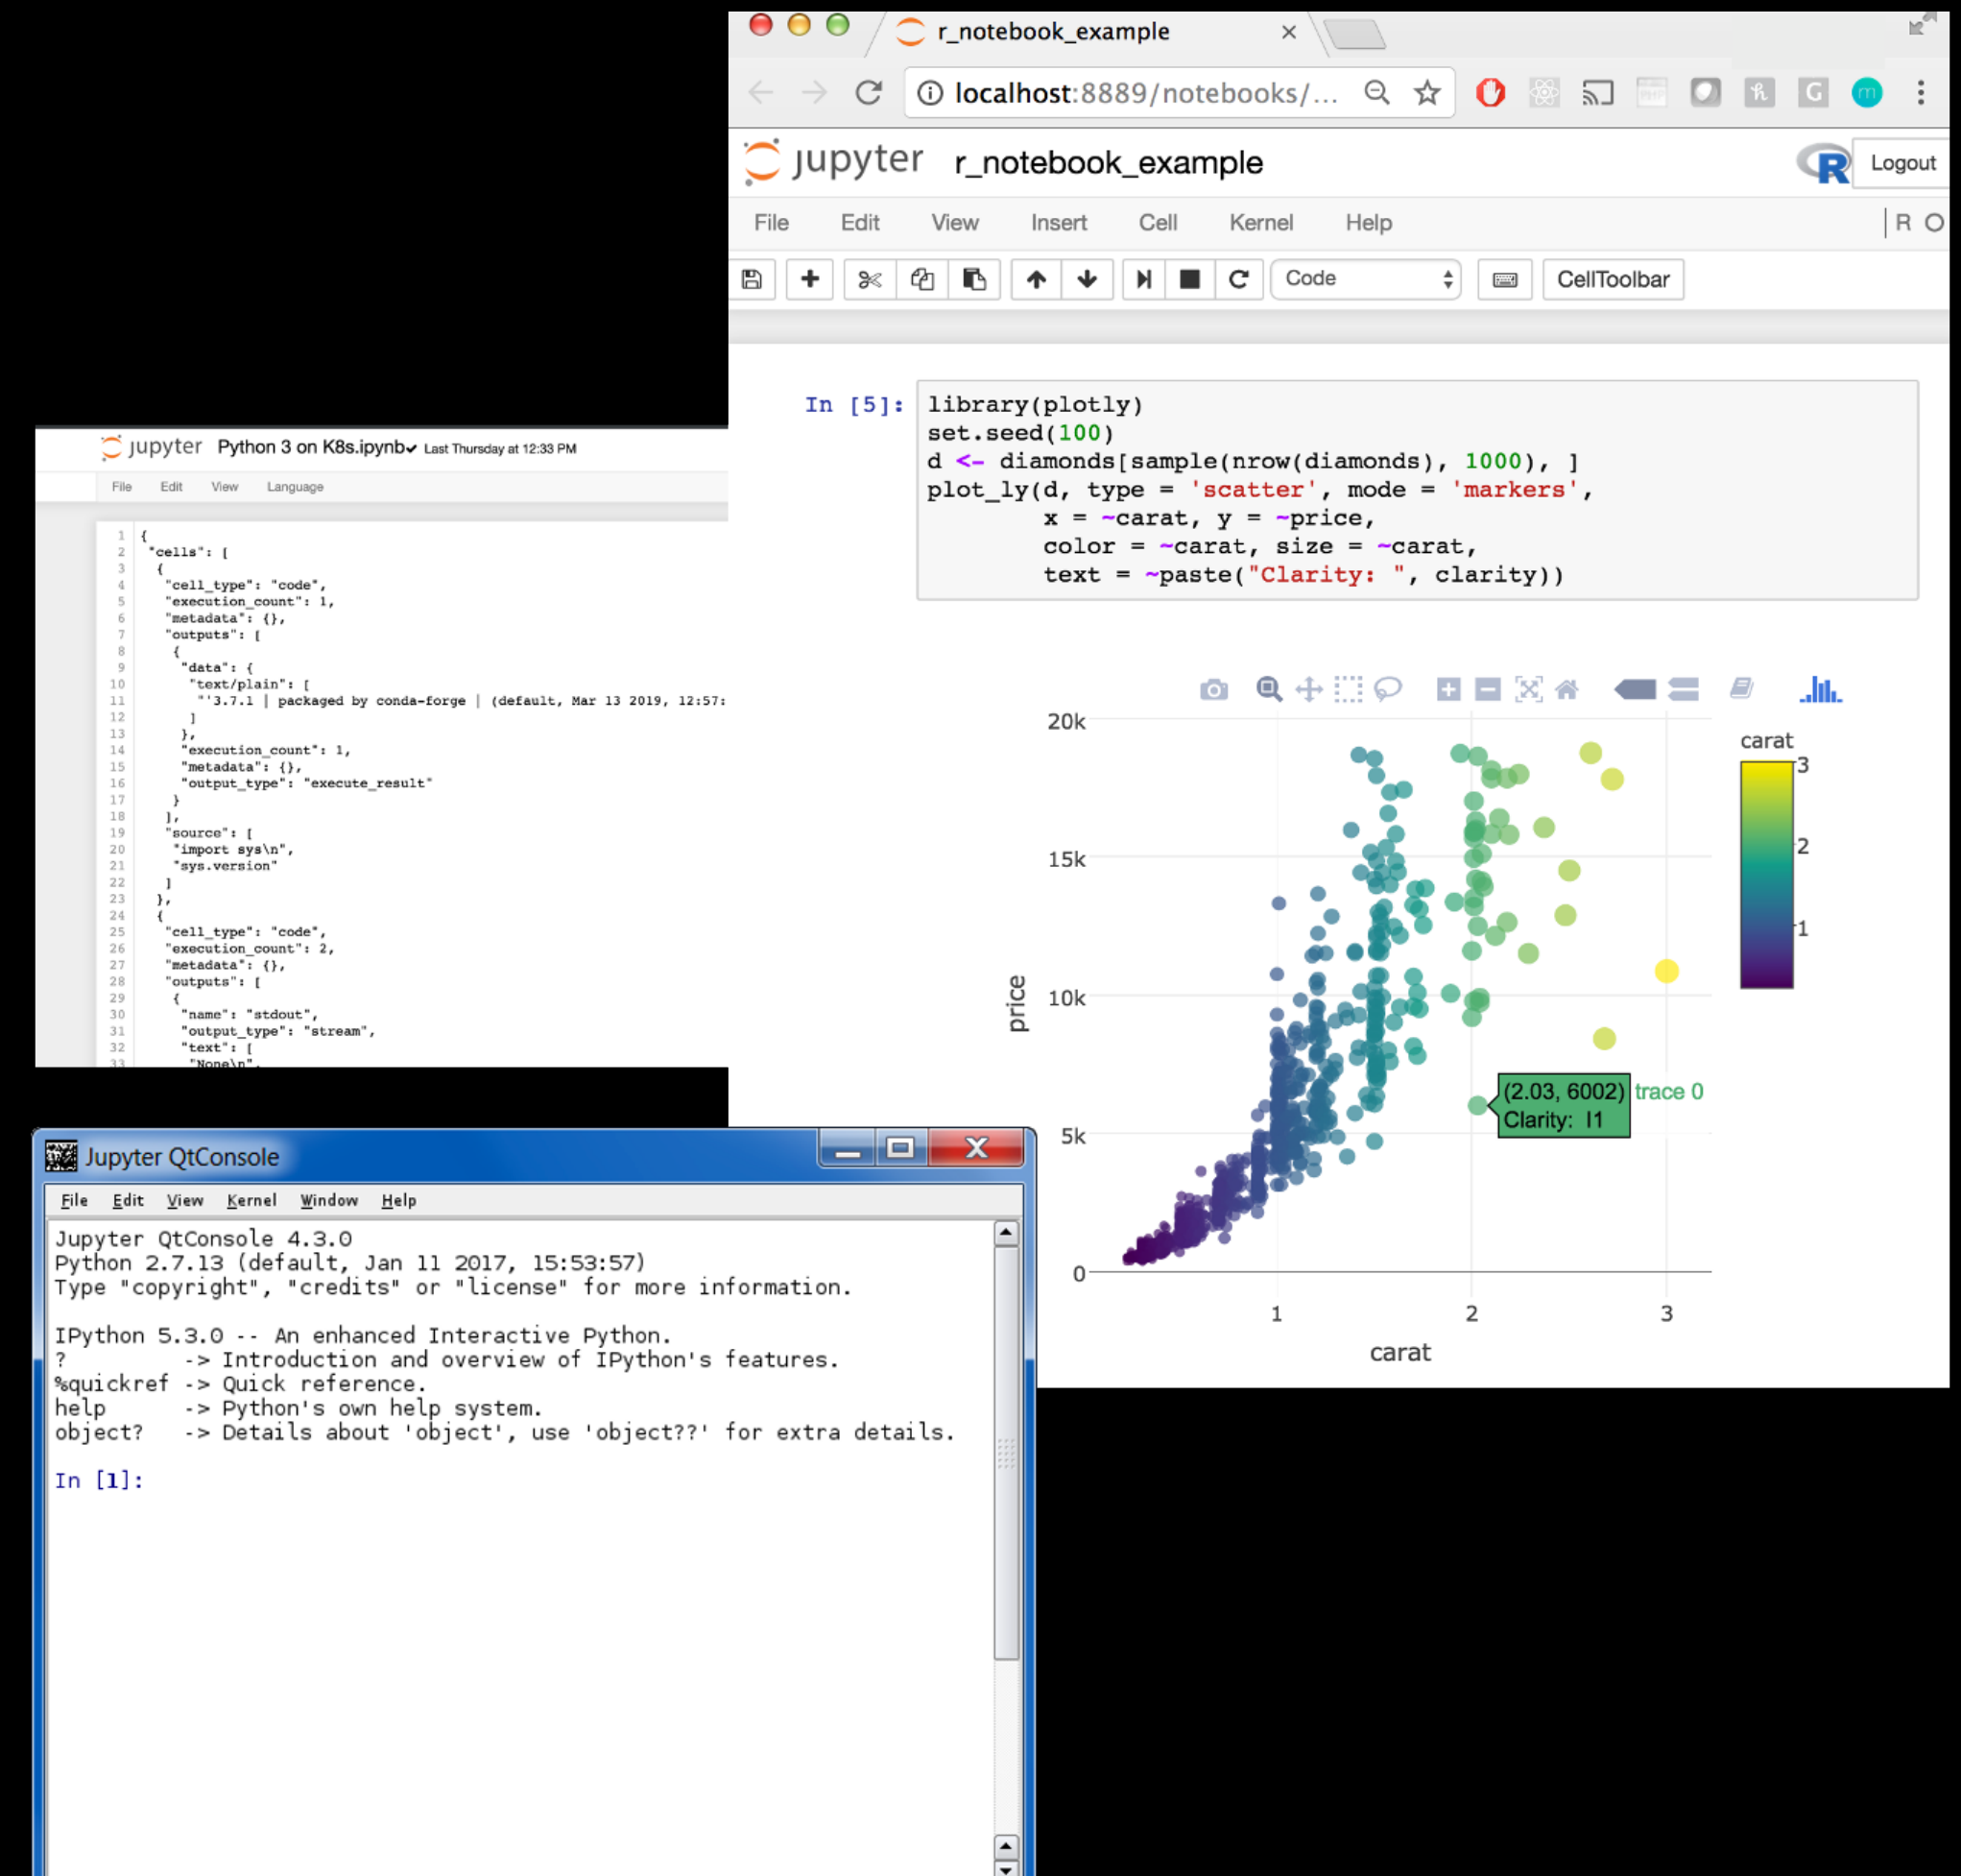 r_notebook_example
localhost:8889/notebooks/...
jupyter r_notebook_example
R Logout
File Edit View Insert Cell Kernel Help
R
Code CellToolbar
In [5]: library(plotly)
set.seed(100)
d <- diamonds[sample(nrow(diamonds), 1000), ]
plot_ly(d, type = 'scatter', mode = 'markers',
x = ~carat, y = ~price,
color = ~carat, size = ~carat,
text = ~paste("Clarity: ", clarity))
20k
15k
10k
5k
0
price
1 2 3
carat
carat
3
2
1
(2.03, 6002) trace 0
Clarity: I1
jupyter Python 3 on K8s.ipynb✔ Last Thursday at 12:33 PM
File Edit View Language
1 {
2 "cells": [
3 {
4 "cell_type": "code",
5 "execution_count": 1,
6 "metadata": {},
7 "outputs": [
8 {
9 "data": {
10 "text/plain": [
11 "'3.7.1 | packaged by conda-forge | (default, Mar 13 2019, 12:57:
12 ]
13 },
14 "execution_count": 1,
15 "metadata": {},
16 "output_type": "execute_result"
17 }
18 ],
19 "source": [
20 "import sys\n",
21 "sys.version"
22 ]
23 },
24 {
25 "cell_type": "code",
26 "execution_count": 2,
27 "metadata": {},
28 "outputs": [
29 {
30 "name": "stdout",
31 "output_type": "stream",
32 "text": [
33 "None\n",
Jupyter QtConsole
File Edit View Kernel Window Help
Jupyter QtConsole 4.3.0
Python 2.7.13 (default, Jan 11 2017, 15:53:57)
Type "copyright", "credits" or "license" for more information.
IPython 5.3.0 -- An enhanced Interactive Python.
? -> Introduction and overview of IPython's features.
%quickref -> Quick reference.
help -> Python's own help system.
object? -> Details about 'object', use 'object??' for extra details.
In [1]: